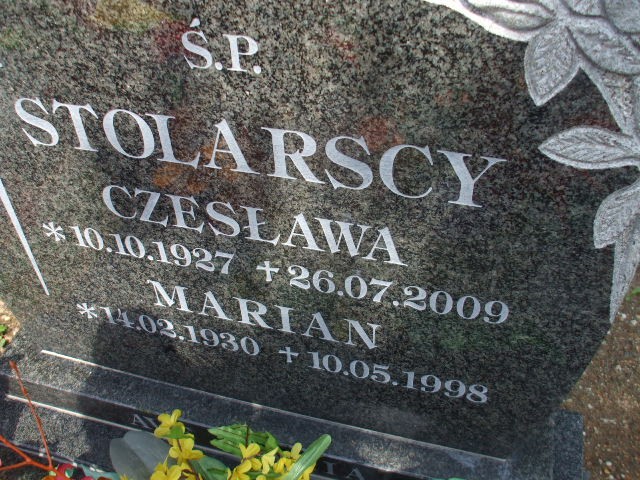 Ś.P.
STOLARSCY
CZESŁAWA
*10.10.1927 +26.07.2009
MARIAN
*14.02.1930 +10.05.1998